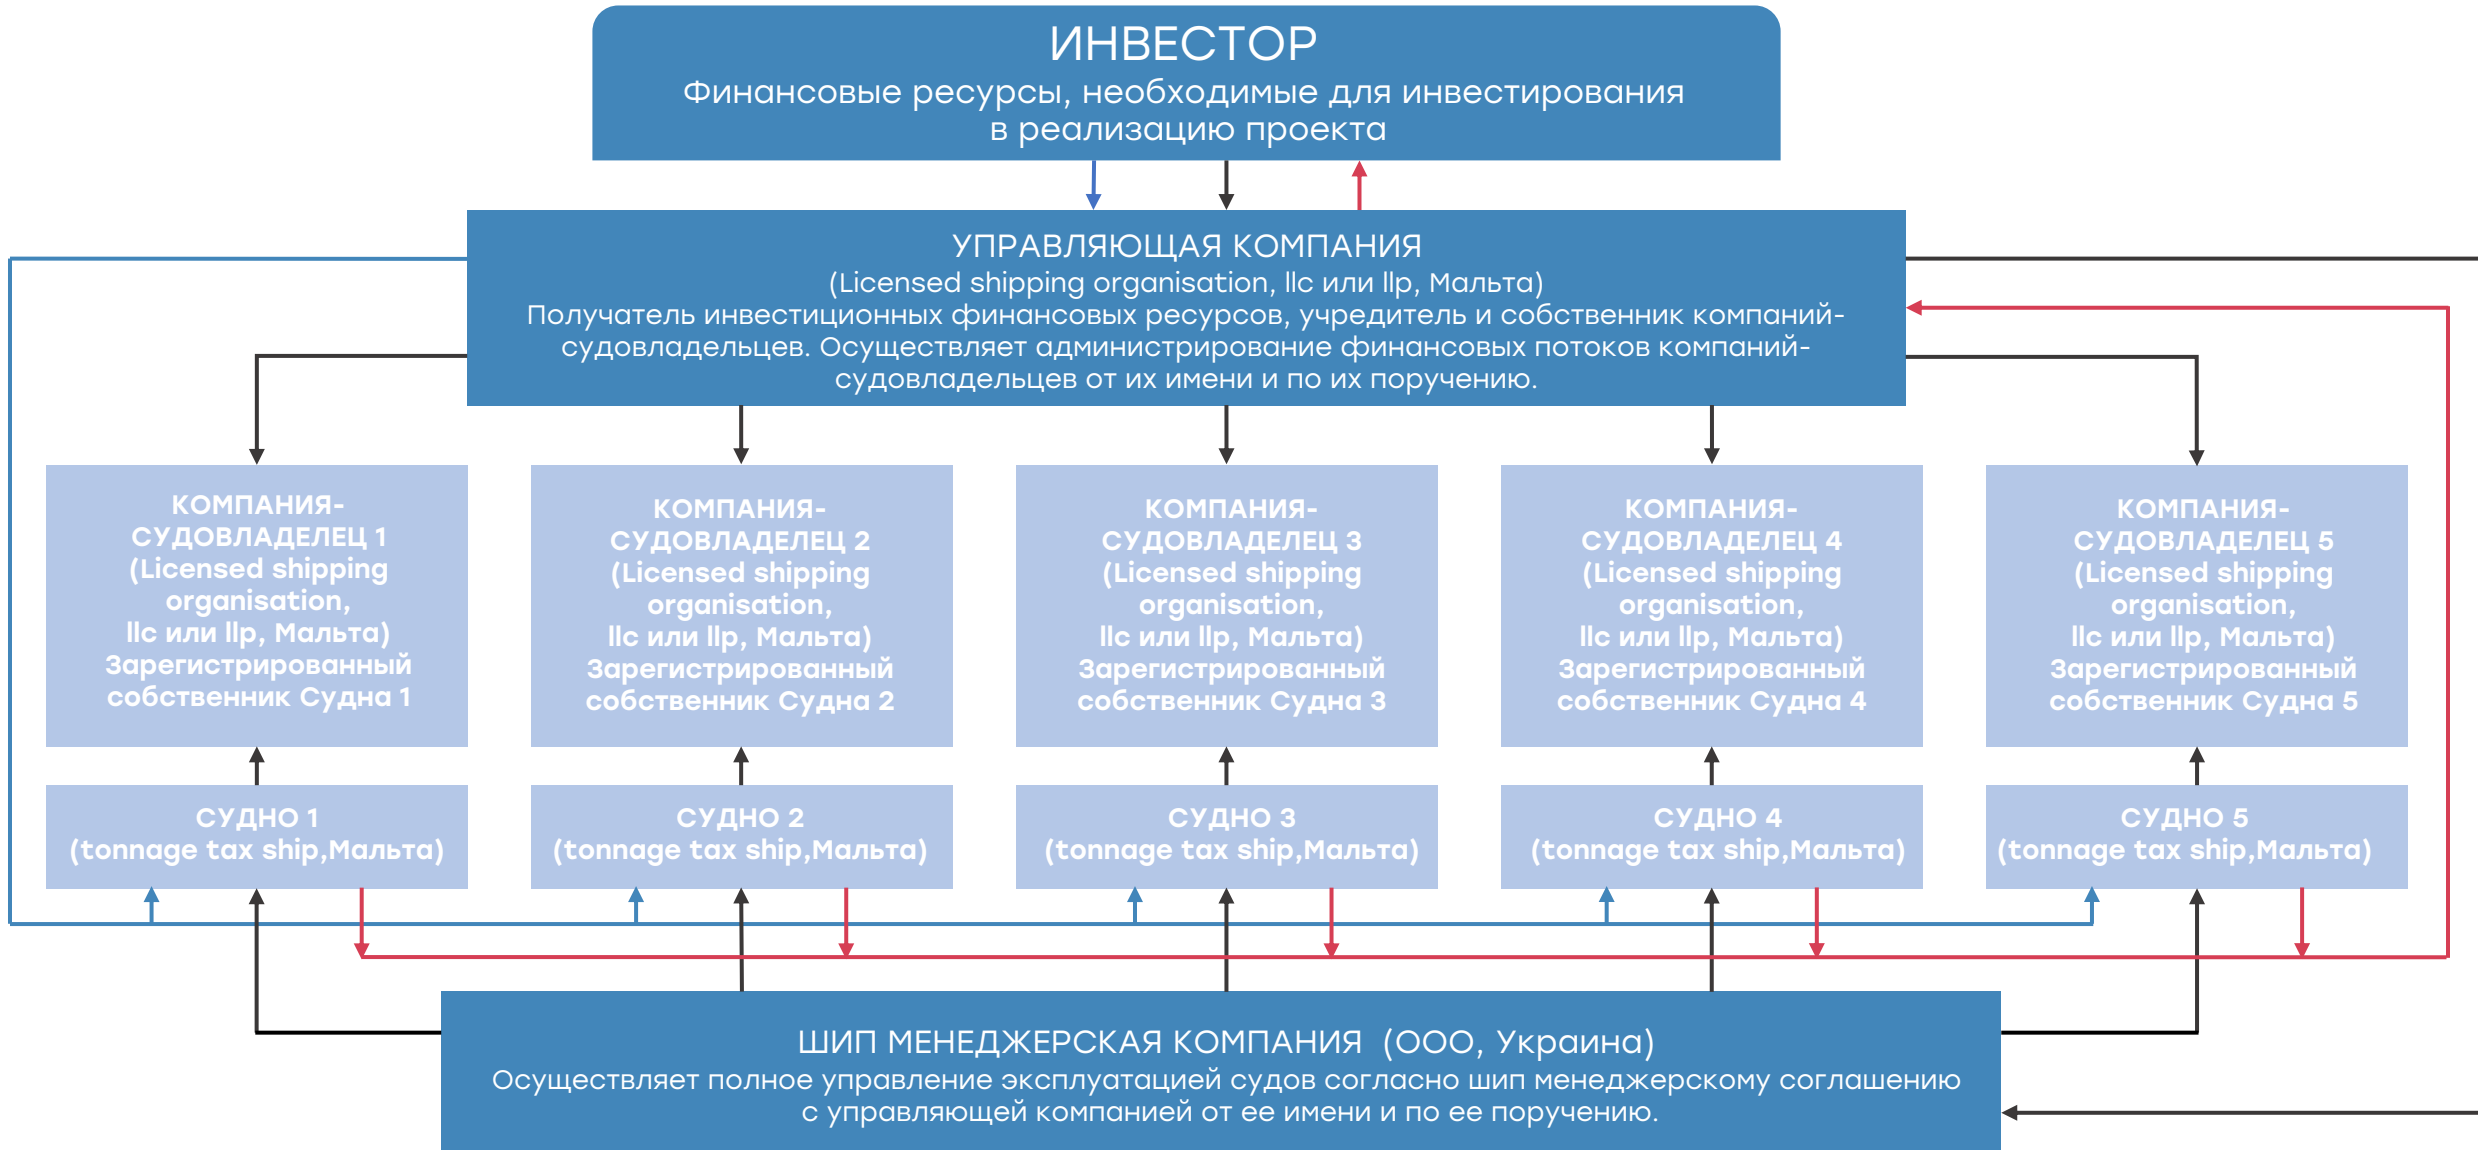 ИНВЕСТОР
Финансовые ресурсы, необходимые для инвестирования
в реализацию проекта
УПРАВЛЯЮЩАЯ КОМПАНИЯ
(Licensed shipping organisation, llc или llp, Мальта)
Получатель инвестиционных финансовых ресурсов, учредитель и собственник компаний-
судовладельцев. Осуществляет администрирование финансовых потоков компаний-
судовладельцев от их имени и по их поручению.
КОМПАНИЯ-
СУДОВЛАДЕЛЕЦ 1
(Licensed shipping
organisation,
llc или llp, Мальта)
Зарегистрированный
собственник Судна 1
КОМПАНИЯ-
СУДОВЛАДЕЛЕЦ 2
(Licensed shipping
organisation,
llc или llp, Мальта)
Зарегистрированный
собственник Судна 2
КОМПАНИЯ-
СУДОВЛАДЕЛЕЦ 3
(Licensed shipping
organisation,
llc или llp, Мальта)
Зарегистрированный
собственник Судна 3
КОМПАНИЯ-
СУДОВЛАДЕЛЕЦ 4
(Licensed shipping
organisation,
llc или llp, Мальта)
Зарегистрированный
собственник Судна 4
КОМПАНИЯ-
СУДОВЛАДЕЛЕЦ 5
(Licensed shipping
organisation,
llc или llp, Мальта)
Зарегистрированный
собственник Судна 5
СУДНО 1
(tonnage tax ship,Мальта)
СУДНО 2
(tonnage tax ship,Мальта)
СУДНО 3
(tonnage tax ship,Мальта)
СУДНО 4
(tonnage tax ship,Мальта)
СУДНО 5
(tonnage tax ship,Мальта)
ШИП МЕНЕДЖЕРСКАЯ КОМПАНИЯ (ООО, Украина)
Осуществляет полное управление эксплуатацией судов согласно шип менеджерскому соглашению
с управляющей компанией от ее имени и по ее поручению.